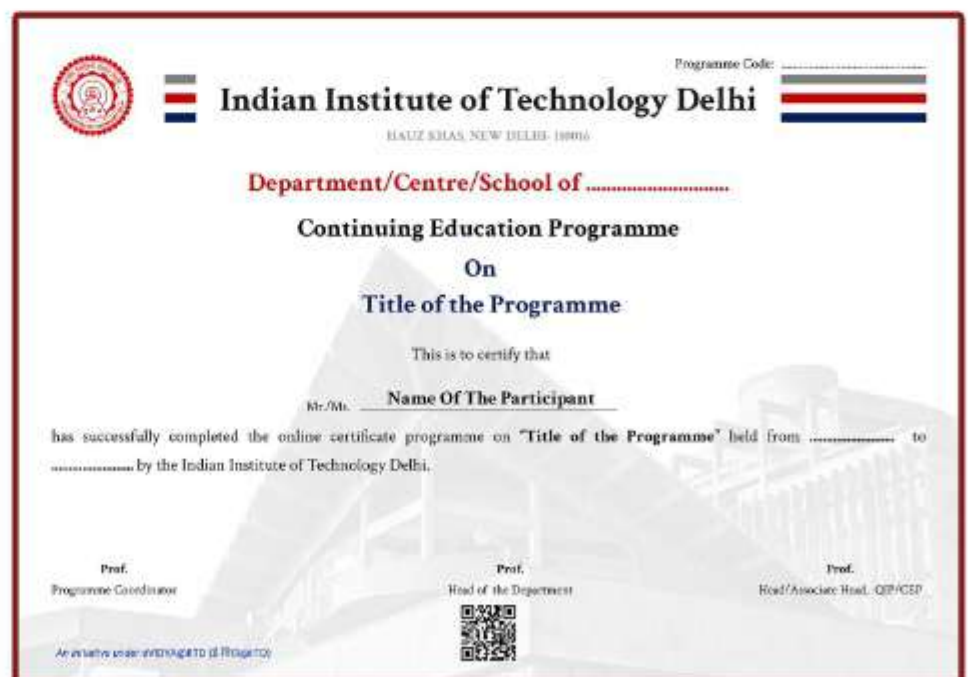 Programme Code: ........................
Indian Institute of Technology Delhi
HAUZ KHAS, NEW DELHI- 110016
Department/Centre/School of ........................
Continuing Education Programme
On
Title of the Programme
This is to certify that
Mr./Ms. Name Of The Participant
has successfully completed the online certificate programme on "Title of the Programme" held from .................... to
.................... by the Indian Institute of Technology Delhi.
Prof. Prof. Prof.
Programme Coordinator Head of the Department Head/Associate Head, QIP/CEP
An initiative under